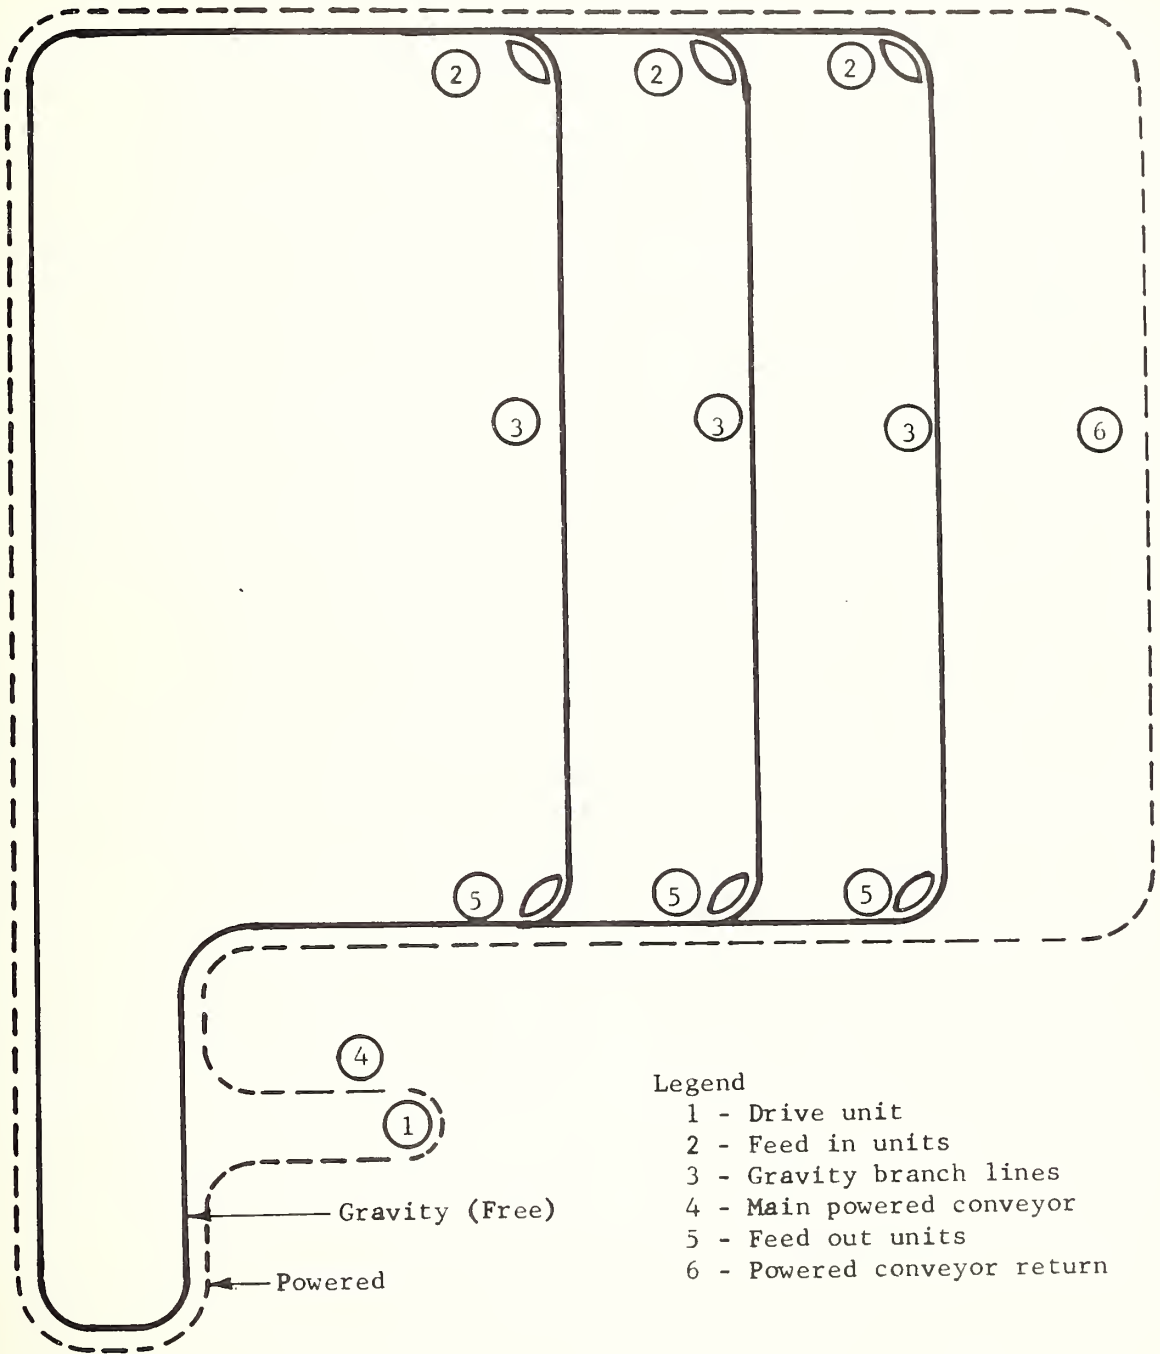 2 2 2
3 3 3 6
5 5 5
4
1
Gravity (Free)
Powered
Legend
1 - Drive unit
2 - Feed in units
3 - Gravity branch lines
4 - Main powered conveyor
5 - Feed out units
6 - Powered conveyor return